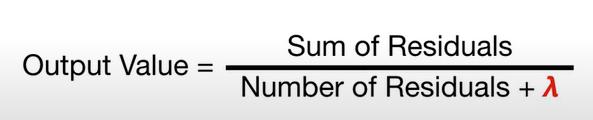 Sum of Residuals
Output Value =
Number of Residuals + λ